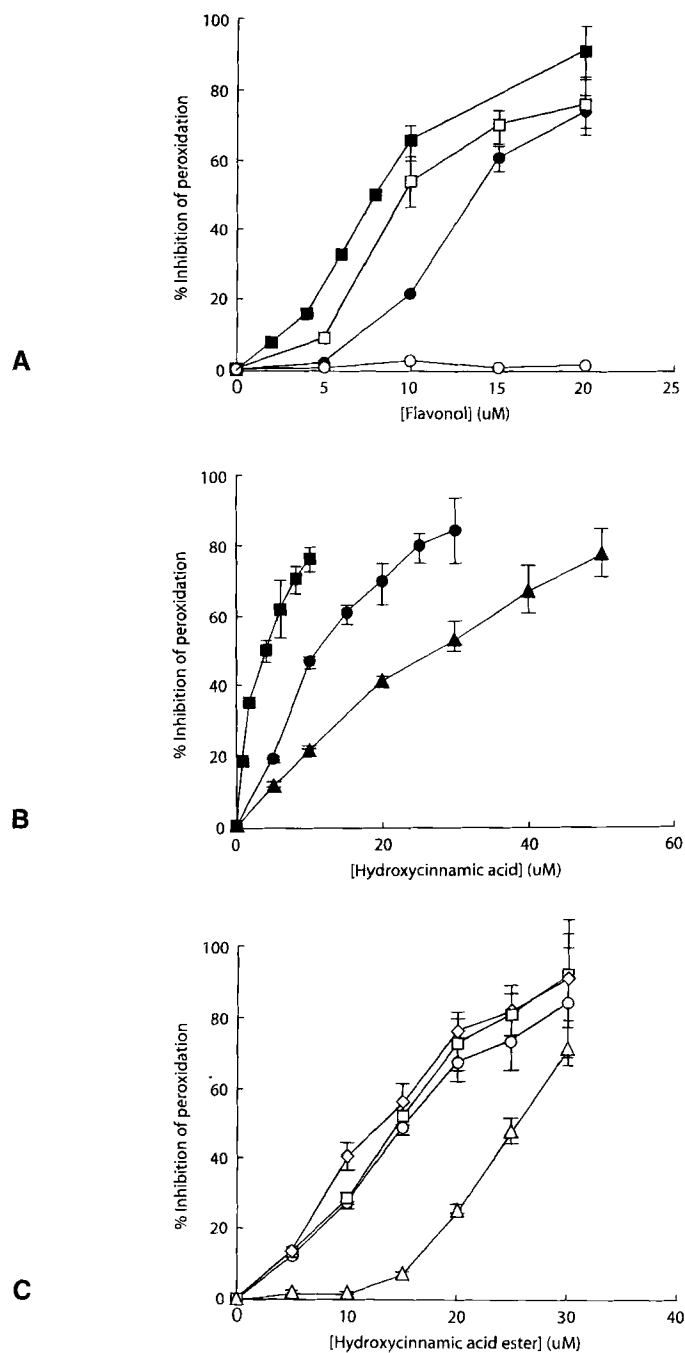 100
80
60
40
20
0
% Inhibition of peroxidation
0 5 10 15 20 25
[Flavonol] (uM)
A
100
80
60
40
20
0
% Inhibition of peroxidation
0 20 40 60
[Hydroxycinnamic acid] (uM)
B
100
80
60
40
20
0
% Inhibition of peroxidation
0 10 20 30 40
[Hydroxycinnamic acid ester] (uM)
C